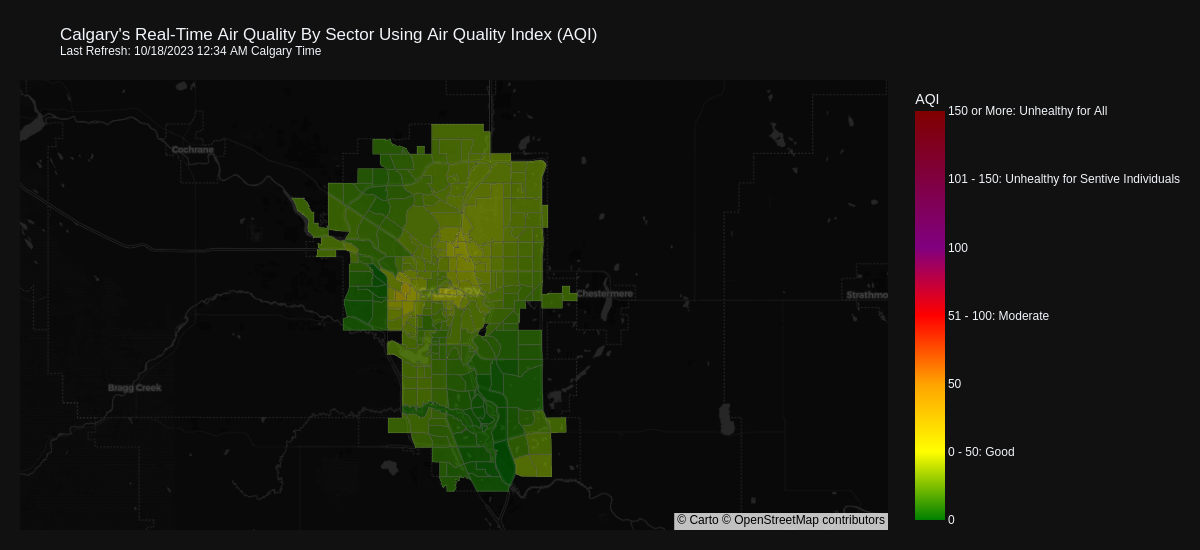 Calgary's Real-Time Air Quality By Sector Using Air Quality Index (AQI)
Last Refresh: 10/18/2023 12:34 AM Calgary Time
AQI
150 or More: Unhealthy for All
Cochrane
101 - 150: Unhealthy for Sentive Individuals
100
CALGARY
Chestermere
Strathmo
51 - 100: Moderate
50
Bragg Creek
0 - 50: Good
0
© Carto © OpenStreetMap contributors